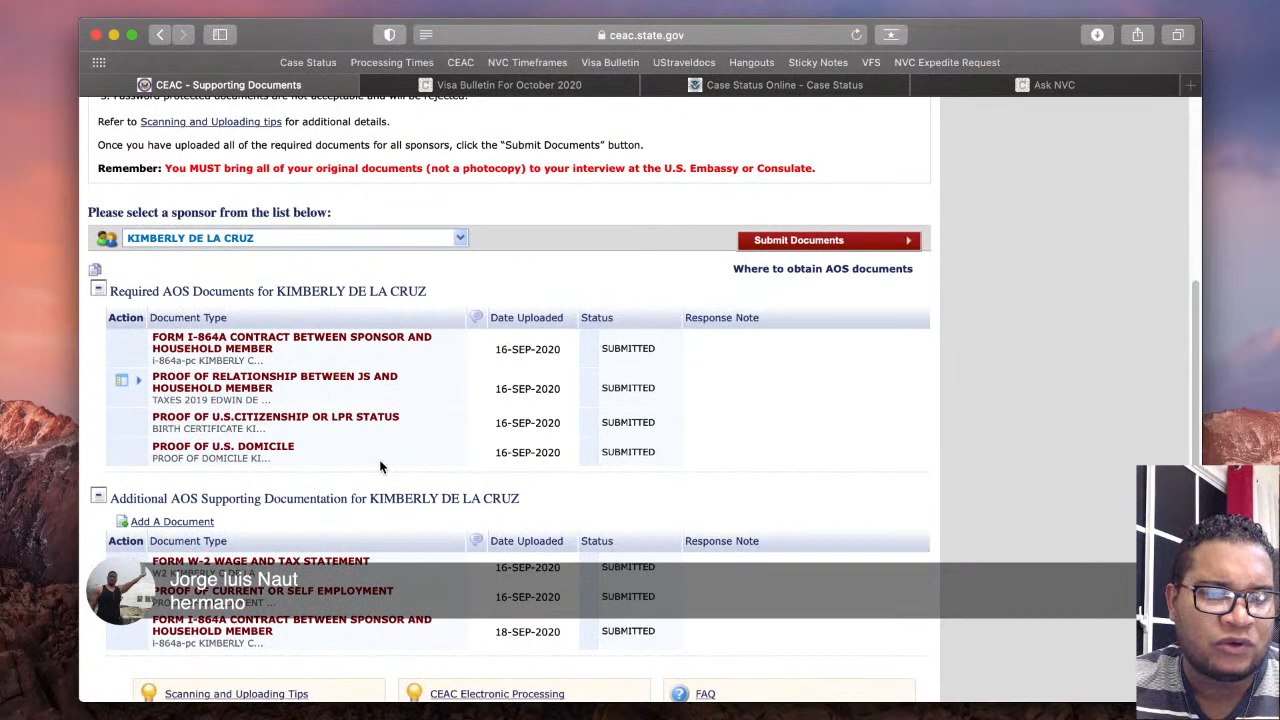 ceac.state.gov
Case Status Processing Times CEAC NVC Timeframes Visa Bulletin UStraveldocs Hangouts Sticky Notes VFS NVC Expedite Request
CEAC - Supporting Documents Visa Bulletin For October 2020 Case Status Online - Case Status Ask NVC
Refer to Scanning and Uploading tips for additional details.
Once you have uploaded all of the required documents for all sponsors, click the “Submit Documents” button.
Remember: You MUST bring all of your original documents (not a photocopy) to your interview at the U.S. Embassy or Consulate.
Please select a sponsor from the list below:
KIMBERLY DE LA CRUZ Submit Documents
Where to obtain AOS documents
Required AOS Documents for KIMBERLY DE LA CRUZ
Action Document Type Date Uploaded Status Response Note
FORM I-864A CONTRACT BETWEEN SPONSOR AND
HOUSEHOLD MEMBER 16-SEP-2020 SUBMITTED
i-864a-pc KIMBERLY C...
PROOF OF RELATIONSHIP BETWEEN JS AND
HOUSEHOLD MEMBER 16-SEP-2020 SUBMITTED
TAXES 2019 EDWIN DE ...
PROOF OF U.S.CITIZENSHIP OR LPR STATUS 16-SEP-2020 SUBMITTED
BIRTH CERTIFICATE KI...
PROOF OF U.S. DOMICILE 16-SEP-2020 SUBMITTED
PROOF OF DOMICILE KI...
Additional AOS Supporting Documentation for KIMBERLY DE LA CRUZ
Add A Document
Action Document Type Date Uploaded Status Response Note
FORM W-2 WAGE AND TAX STATEMENT 16-SEP-2020 SUBMITTED
Jorge luis Naut
PROOF OF CURRENT OR SELF EMPLOYMENT 16-SEP-2020 SUBMITTED
hermano
FORM I-864A CONTRACT BETWEEN SPONSOR AND
HOUSEHOLD MEMBER 18-SEP-2020 SUBMITTED
i-864a-pc KIMBERLY C...
Scanning and Uploading Tips CEAC Electronic Processing FAQ